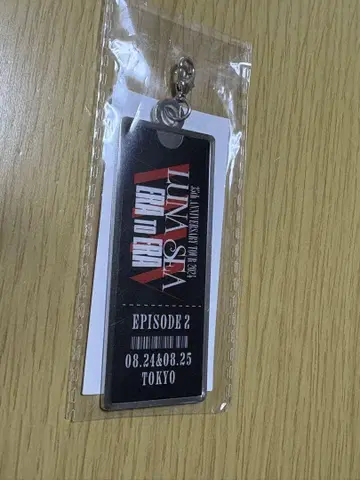 35th ANNIVERSARY TOUR 2024
LUNA SEA
ERA TO ERA
EPISODE 2
08.24&08.25
TOKYO